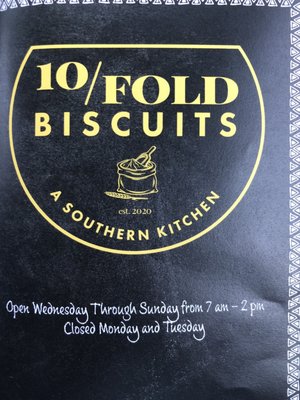 10/FOLD
BISCUITS
est. 2020
A SOUTHERN KITCHEN
Open Wednesday Through Sunday from 7 am – 2 pm
Closed Monday and Tuesday